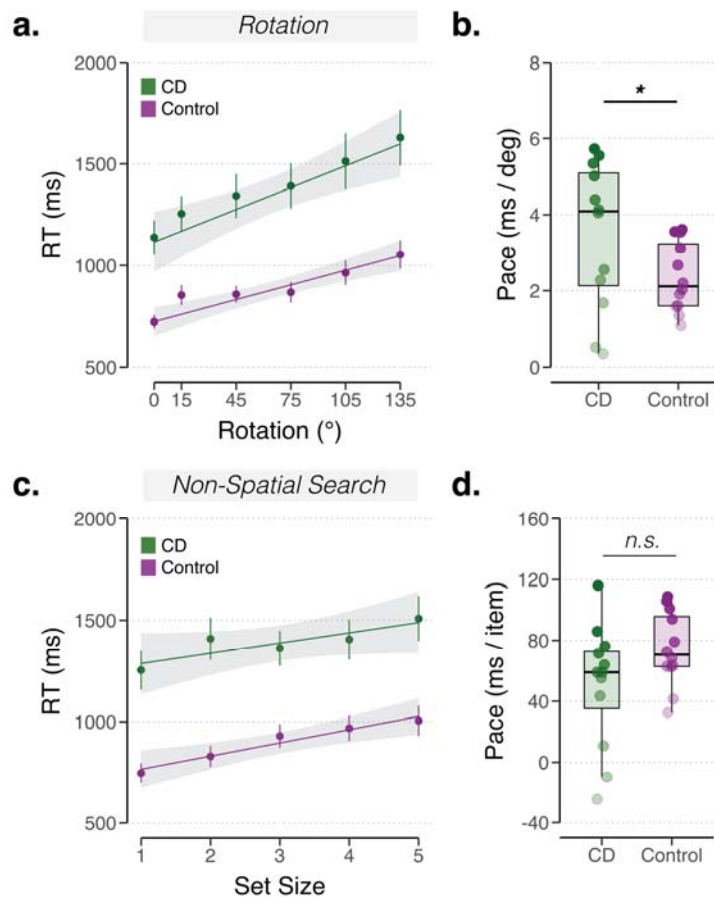 a.
Rotation
2000
1500
1000
500
RT (ms)
CD
Control
0 15 45 75 105 135
Rotation (°)
b.
8
6
4
2
0
Pace (ms / deg)
*
CD Control
c.
Non-Spatial Search
2000
1500
1000
500
RT (ms)
CD
Control
1 2 3 4 5
Set Size
d.
160
120
80
40
0
-40
Pace (ms / item)
n.s.
CD Control